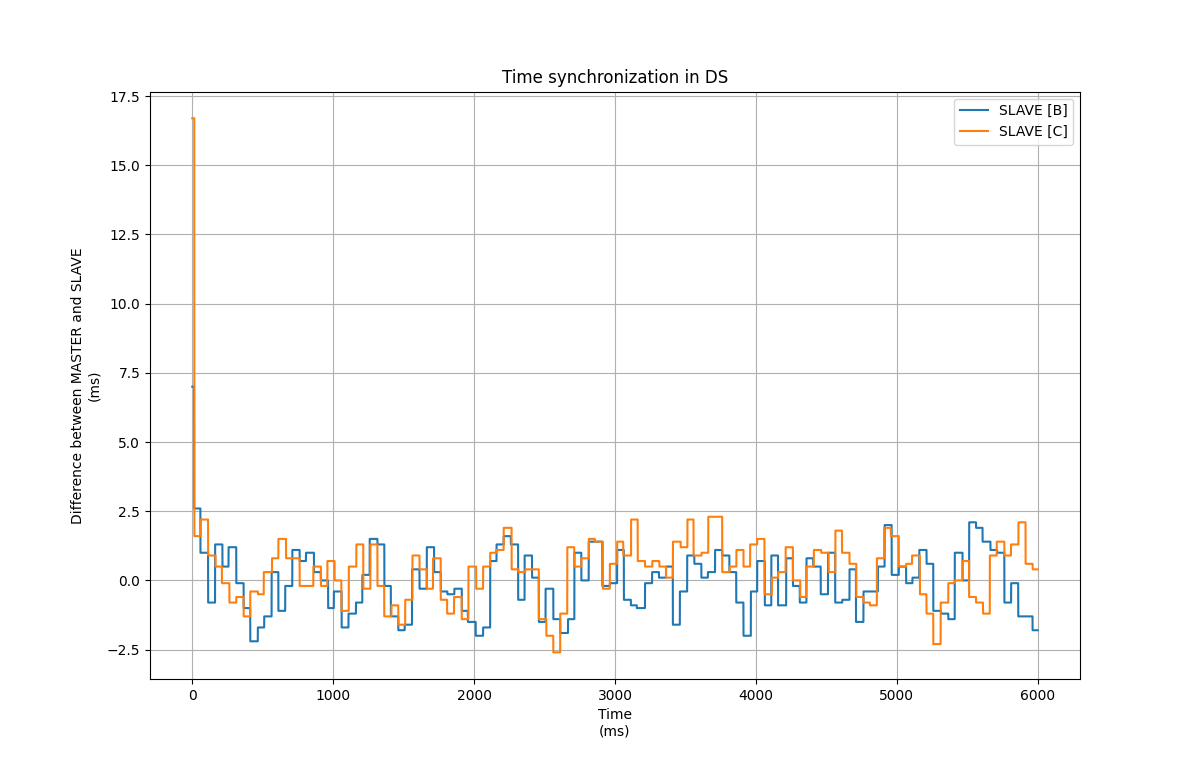 Time synchronization in DS
SLAVE [B]
SLAVE [C]
Difference between MASTER and SLAVE
(ms)
17.5
15.0
12.5
10.0
7.5
5.0
2.5
0.0
−2.5
0 1000 2000 3000 4000 5000 6000
Time
(ms)